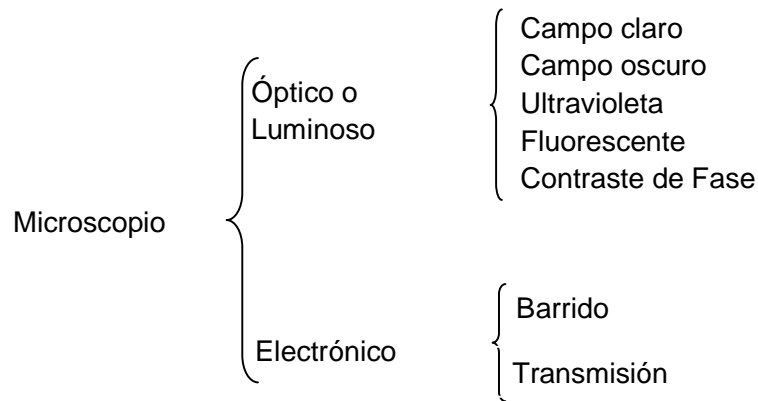 Microscopio
Óptico o
Luminoso
Campo claro
Campo oscuro
Ultravioleta
Fluorescente
Contraste de Fase
Electrónico
Barrido
Transmisión